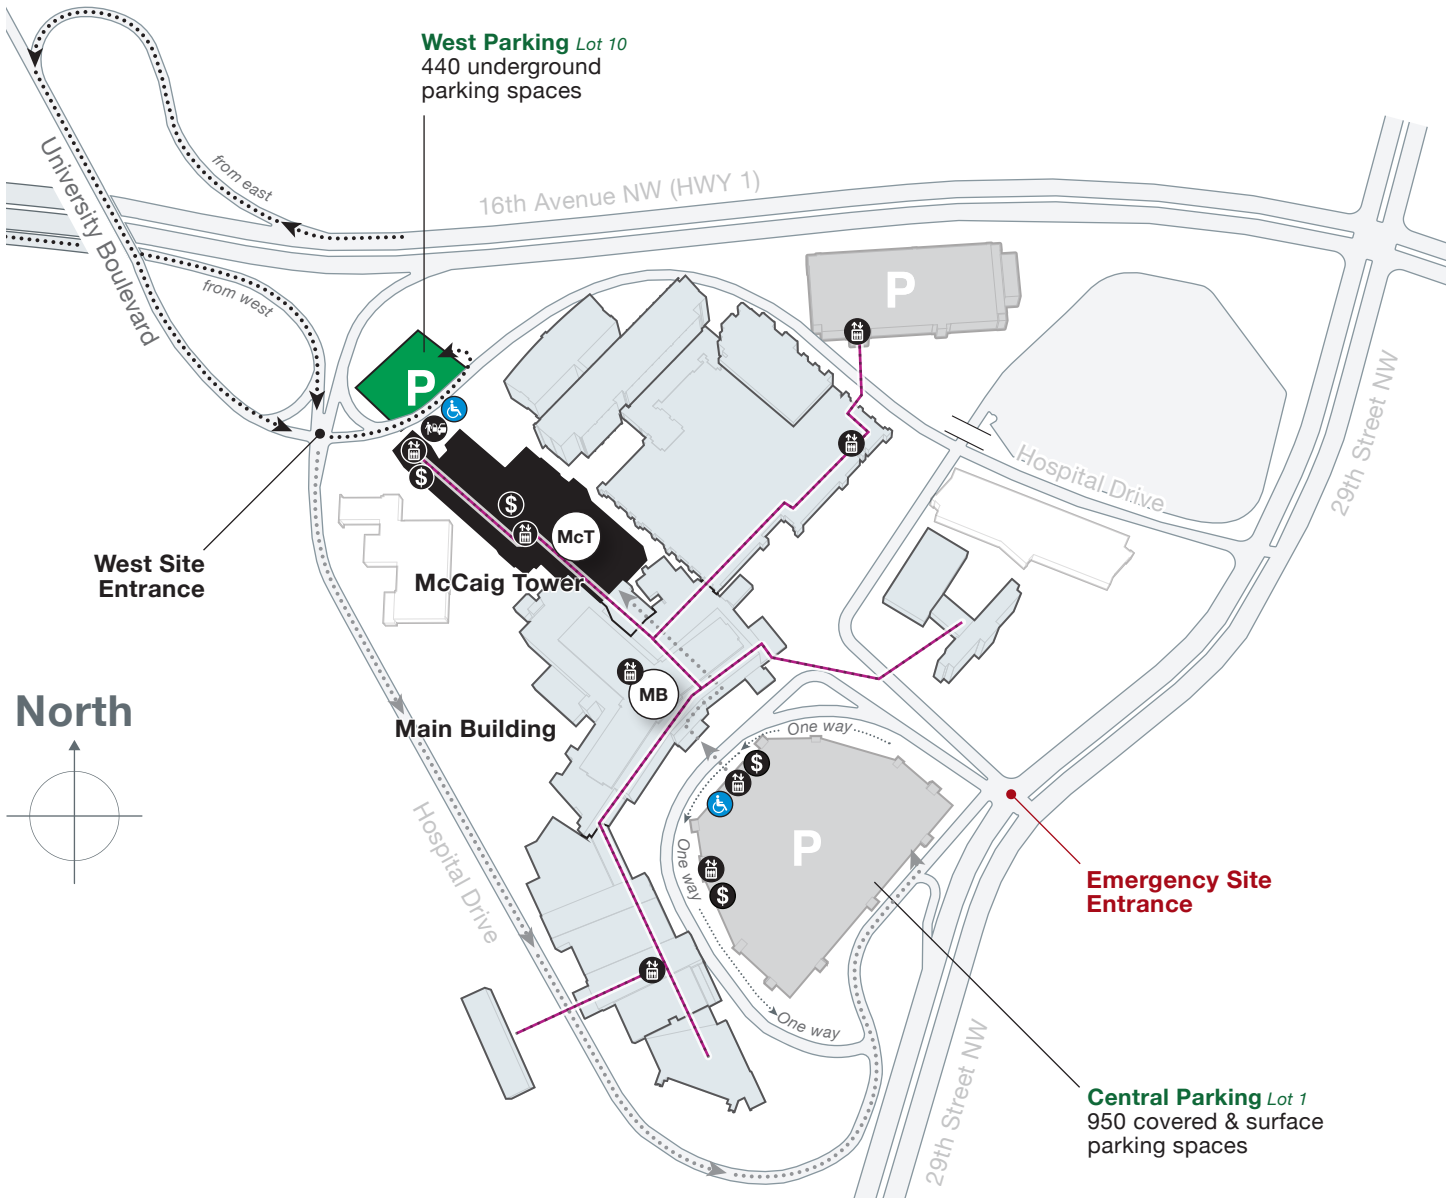 West Parking Lot 10
440 underground
parking spaces
University Boulevard
from east
16th Avenue NW (HWY 1)
from west
P
P
29th Street NW
Hospital Drive
$
$
McT
West Site
Entrance
McCaig Tower
MB
North
Main Building
One way
$
P
One way
$
Hospital Drive
Emergency Site
Entrance
One way
29th Street NW
Central Parking Lot 1
950 covered & surface
parking spaces